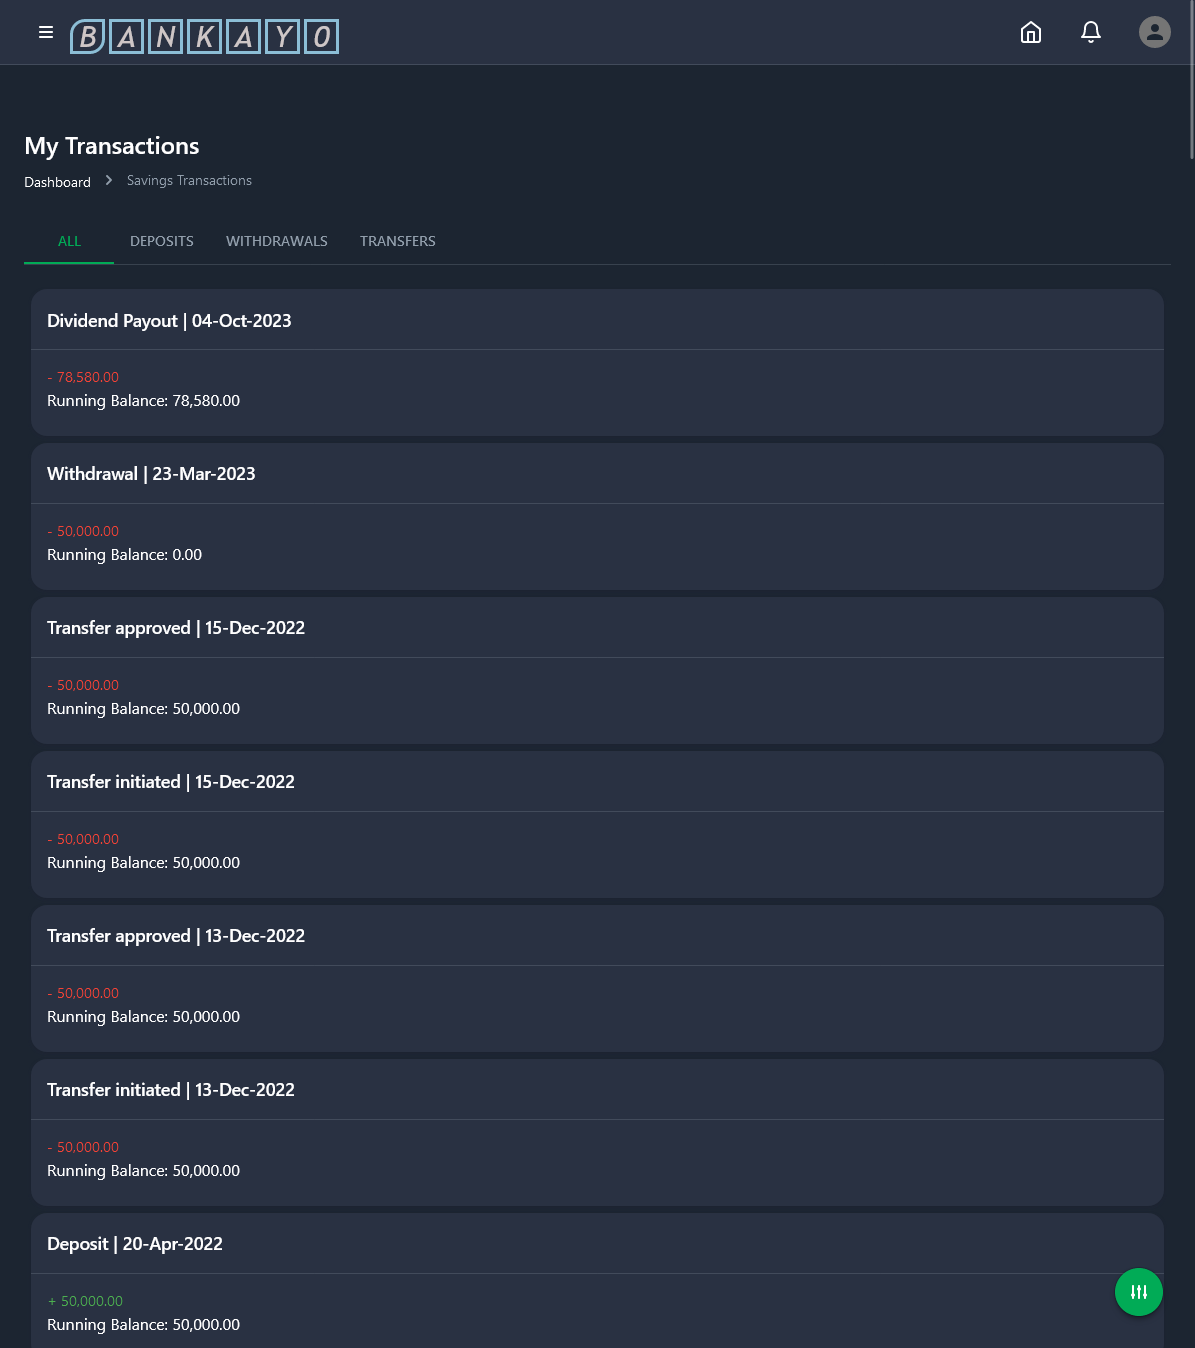 BANKAYO
My Transactions
Dashboard > Savings Transactions
ALL DEPOSITS WITHDRAWALS TRANSFERS
Dividend Payout | 04-Oct-2023
- 78,580.00
Running Balance: 78,580.00
Withdrawal | 23-Mar-2023
- 50,000.00
Running Balance: 0.00
Transfer approved | 15-Dec-2022
- 50,000.00
Running Balance: 50,000.00
Transfer initiated | 15-Dec-2022
- 50,000.00
Running Balance: 50,000.00
Transfer approved | 13-Dec-2022
- 50,000.00
Running Balance: 50,000.00
Transfer initiated | 13-Dec-2022
- 50,000.00
Running Balance: 50,000.00
Deposit | 20-Apr-2022
+ 50,000.00
Running Balance: 50,000.00